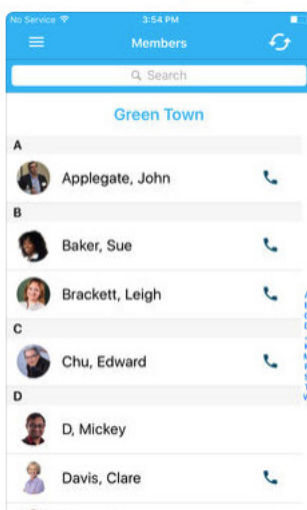 No Service 3:54 PM
Members
Search
Green Town
A
Applegate, John
B
Baker, Sue
Brackett, Leigh
C
Chu, Edward
D
D, Mickey
Davis, Clare